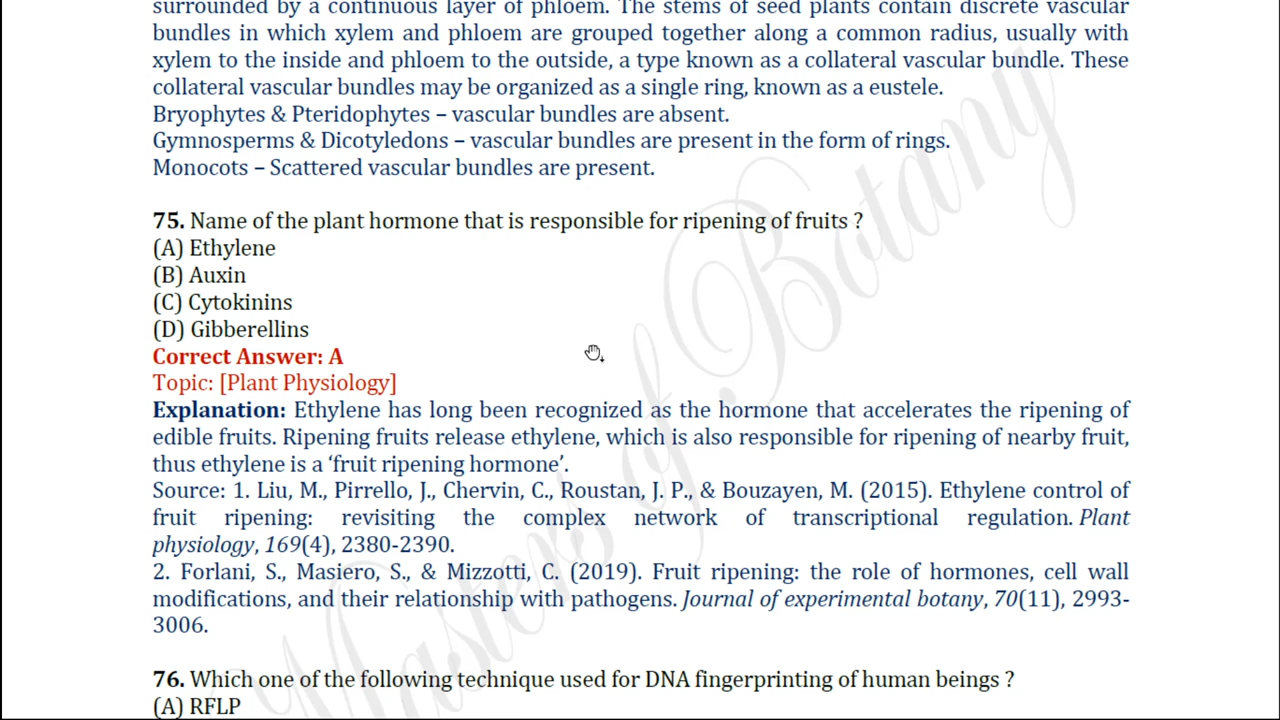 surrounded by a continuous layer of phloem. The stems of seed plants contain discrete vascular
bundles in which xylem and phloem are grouped together along a common radius, usually with
xylem to the inside and phloem to the outside, a type known as a collateral vascular bundle. These
collateral vascular bundles may be organized as a single ring, known as a eustele.
Bryophytes & Pteridophytes – vascular bundles are absent.
Gymnosperms & Dicotyledons – vascular bundles are present in the form of rings.
Monocots – Scattered vascular bundles are present.
75. Name of the plant hormone that is responsible for ripening of fruits ?
(A) Ethylene
(B) Auxin
(C) Cytokinins
(D) Gibberellins
Correct Answer: A
Topic: [Plant Physiology]
Explanation: Ethylene has long been recognized as the hormone that accelerates the ripening of
edible fruits. Ripening fruits release ethylene, which is also responsible for ripening of nearby fruit,
thus ethylene is a ‘fruit ripening hormone’.
Source: 1. Liu, M., Pirrello, J., Chervin, C., Roustan, J. P., & Bouzayen, M. (2015). Ethylene control of
fruit ripening: revisiting the complex network of transcriptional regulation. Plant
physiology, 169(4), 2380-2390.
2. Forlani, S., Masiero, S., & Mizzotti, C. (2019). Fruit ripening: the role of hormones, cell wall
modifications, and their relationship with pathogens. Journal of experimental botany, 70(11), 2993-
3006.
76. Which one of the following technique used for DNA fingerprinting of human beings ?
(A) RFLP
Masters of Botany